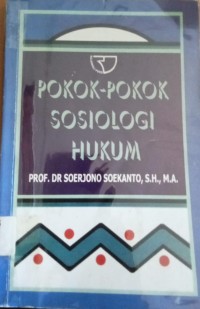 POKOK-POKOK
SOSIOLOGI
HUKUM
PROF. DR SOERJONO SOEKANTO, S.H., M.A.